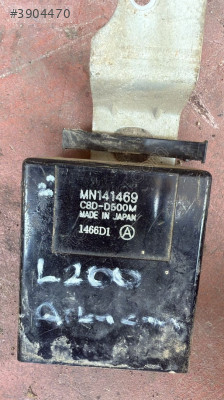 #3904470
MN141469
C8D-D500M
MADE IN JAPAN
1466D1 A
L200